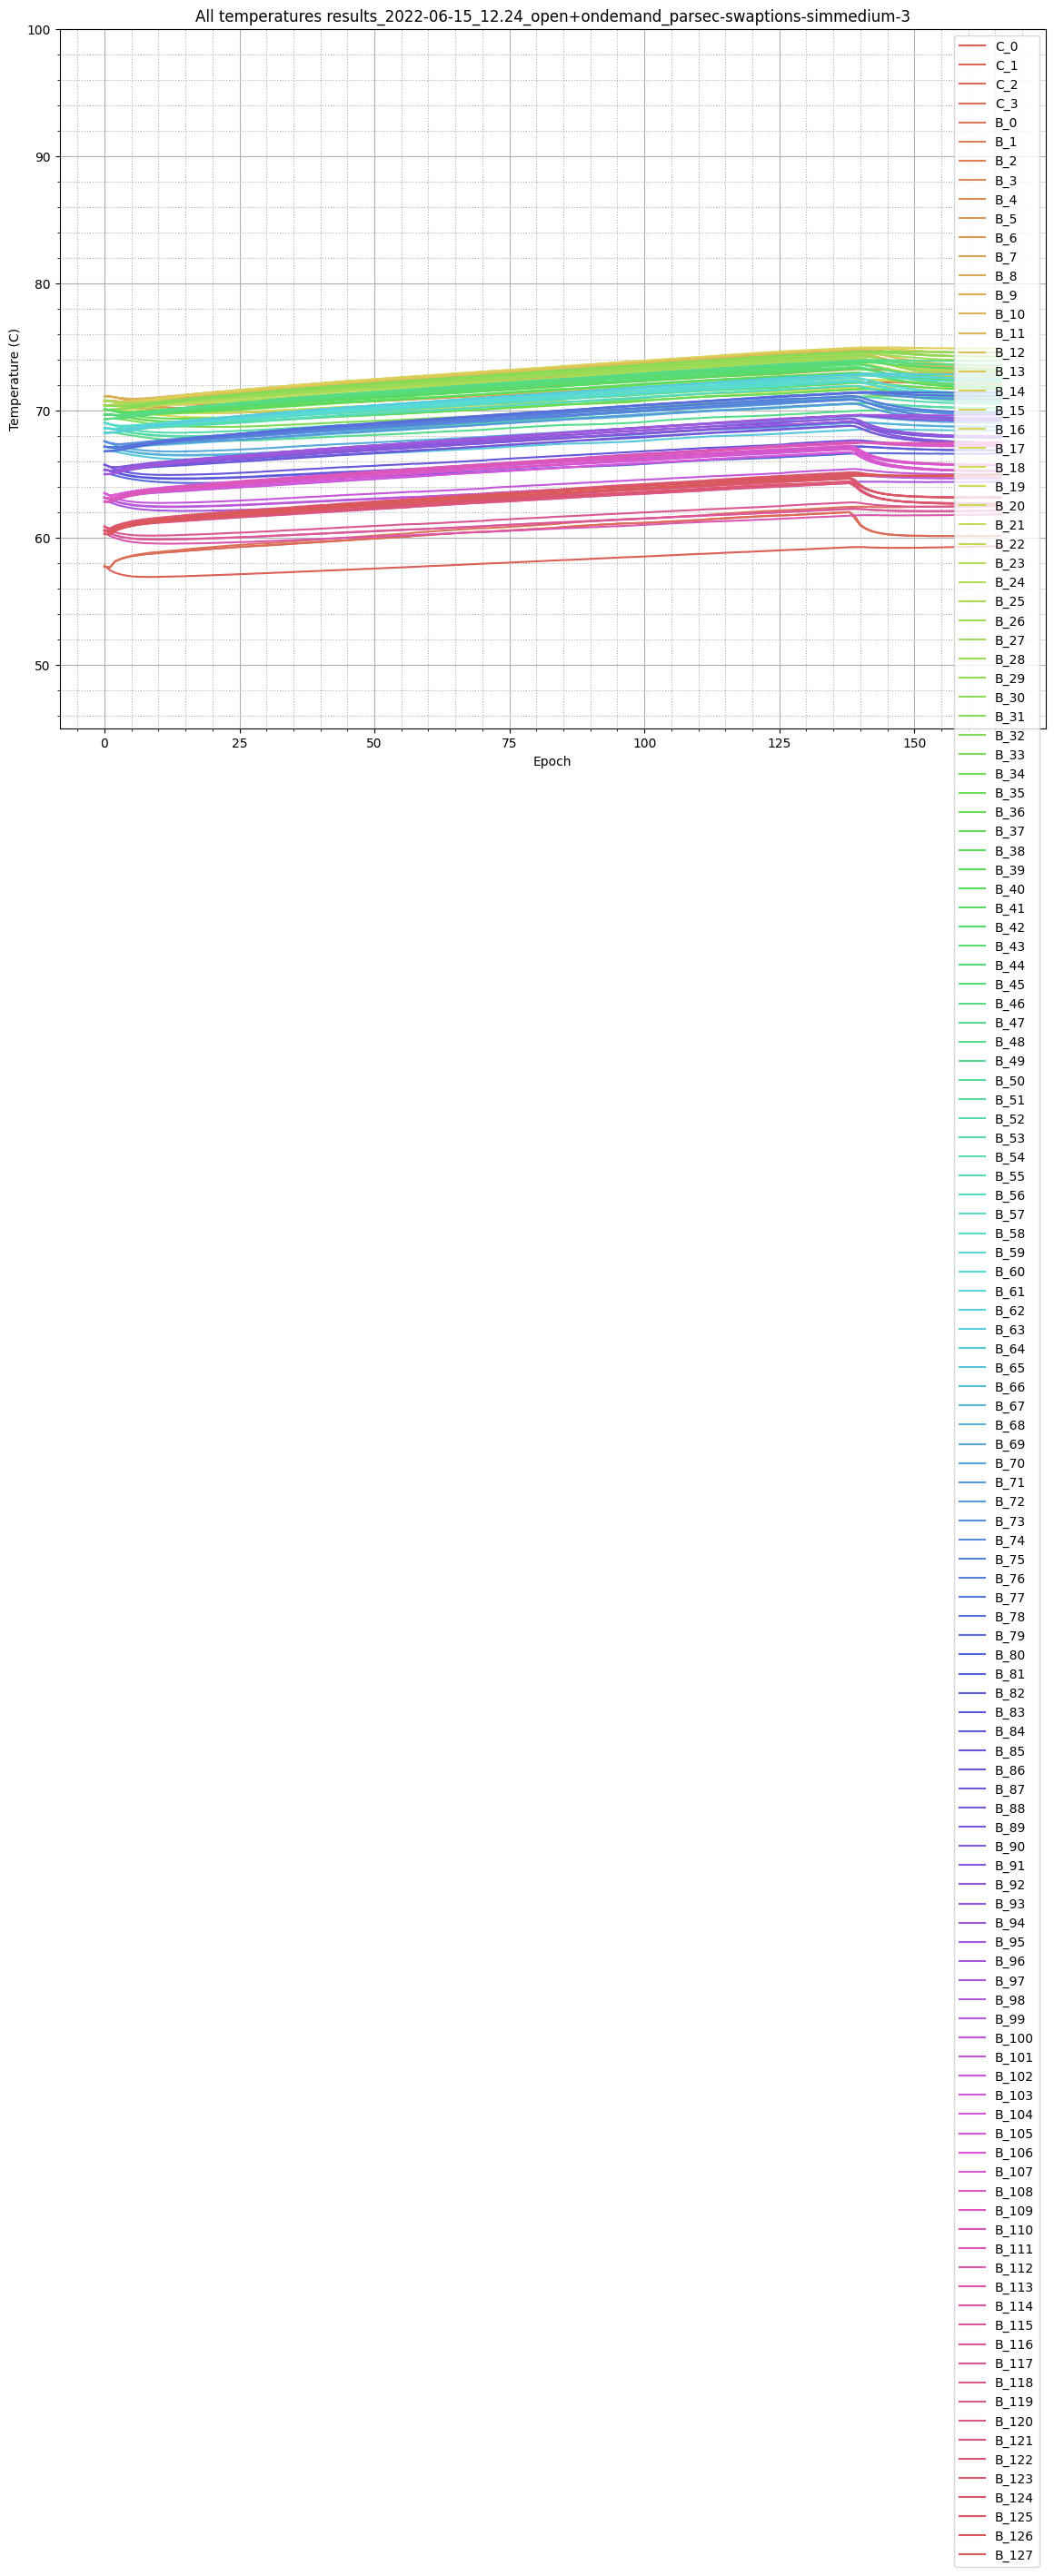 All temperatures results_2022-06-15_12.24_open+ondemand_parsec-swaptions-simmedium-3
100
90
80
70
60
50
Temperature (C)
0
25
50
75
100
125
150
Epoch
C_0
C_1
C_2
C_3
B_0
B_1
B_2
B_3
B_4
B_5
B_6
B_7
B_8
B_9
B_10
B_11
B_12
B_13
B_14
B_15
B_16
B_17
B_18
B_19
B_20
B_21
B_22
B_23
B_24
B_25
B_26
B_27
B_28
B_29
B_30
B_31
B_32
B_33
B_34
B_35
B_36
B_37
B_38
B_39
B_40
B_41
B_42
B_43
B_44
B_45
B_46
B_47
B_48
B_49
B_50
B_51
B_52
B_53
B_54
B_55
B_56
B_57
B_58
B_59
B_60
B_61
B_62
B_63
B_64
B_65
B_66
B_67
B_68
B_69
B_70
B_71
B_72
B_73
B_74
B_75
B_76
B_77
B_78
B_79
B_80
B_81
B_82
B_83
B_84
B_85
B_86
B_87
B_88
B_89
B_90
B_91
B_92
B_93
B_94
B_95
B_96
B_97
B_98
B_99
B_100
B_101
B_102
B_103
B_104
B_105
B_106
B_107
B_108
B_109
B_110
B_111
B_112
B_113
B_114
B_115
B_116
B_117
B_118
B_119
B_120
B_121
B_122
B_123
B_124
B_125
B_126
B_127